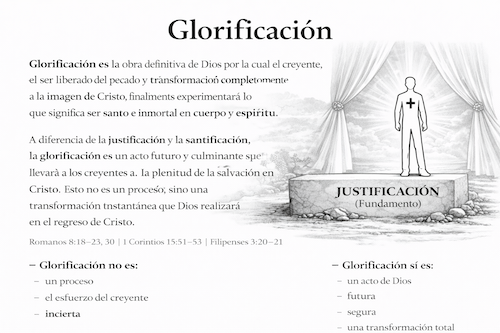 Glorificación
Glorificación es la obra definitiva de Dios por la cual el creyente,
el ser liberado del pecado y transformación completomente
a la imagen de Cristo, finalments experimentará lo
que significa ser santo e inmortal en cuerpo y espíritu.
A diferencia de la justificación y la santificación,
la glorificación es un acto futuro y culminante que
llevará a los creyentes a. la plenitud de la salvación en
Cristo. Esto no es un proceso; sino una
transformación tnstantánea que Dios realizará
en el regreso de Cristo.
Romanos 8:18–23, 30 | 1 Corintios 15:51–53 | Filipenses 3:20–21
JUSTIFICACIÓN
(Fundamento)
– Glorificación no es:
– un proceso
– el esfuerzo del creyente
– incierta
– Glorificación sí es:
– un acto de Dios
– futura
– segura
– una transformación total